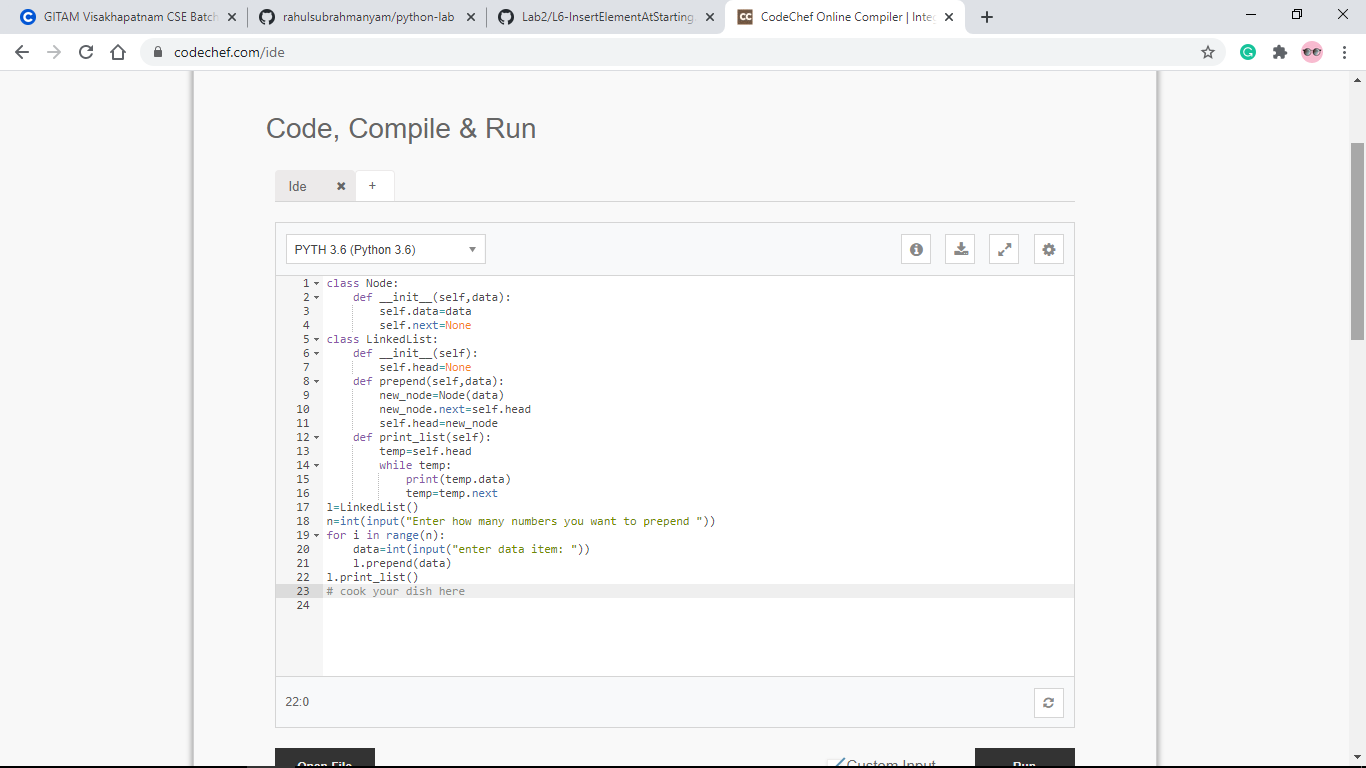 GITAM Visakhapatnam CSE Batch
rahulsubrahmanyam/python-lab
Lab2/L6-InsertElementAtStarting
CodeChef Online Compiler | Inte
codechef.com/ide
Code, Compile & Run
Ide
+
PYTH 3.6 (Python 3.6)
1 class Node:
2 def __init__(self,data):
3 self.data=data
4 self.next=None
5 class LinkedList:
6 def __init__(self):
7 self.head=None
8 def prepend(self,data):
9 new_node=Node(data)
10 new_node.next=self.head
11 self.head=new_node
12 def print_list(self):
13 temp=self.head
14 while temp:
15 print(temp.data)
16 temp=temp.next
17 l=LinkedList()
18 n=int(input("Enter how many numbers you want to prepend "))
19 for i in range(n):
20 data=int(input("enter data item: "))
21 l.prepend(data)
22 l.print_list()
23 # cook your dish here
24
22:0
Open File
Custom Input
Run